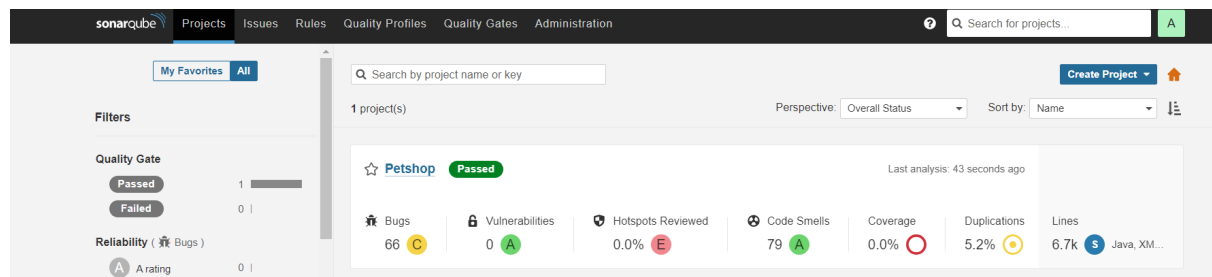 sonarqube Projects Issues Rules Quality Profiles Quality Gates Administration ? Search for projects... A
My Favorites All
Search by project name or key
Create Project
1 project(s)
Perspective: Overall Status
Sort by: Name
Filters
Quality Gate
Passed 1
Failed 0
Reliability ( Bugs )
A A rating 0
Petshop Passed
Last analysis: 43 seconds ago
Bugs Vulnerabilities Hotspots Reviewed Code Smells Coverage Duplications Lines
66 C 0 A 0.0% E 79 A 0.0% 5.2% 6.7k S Java, XM...